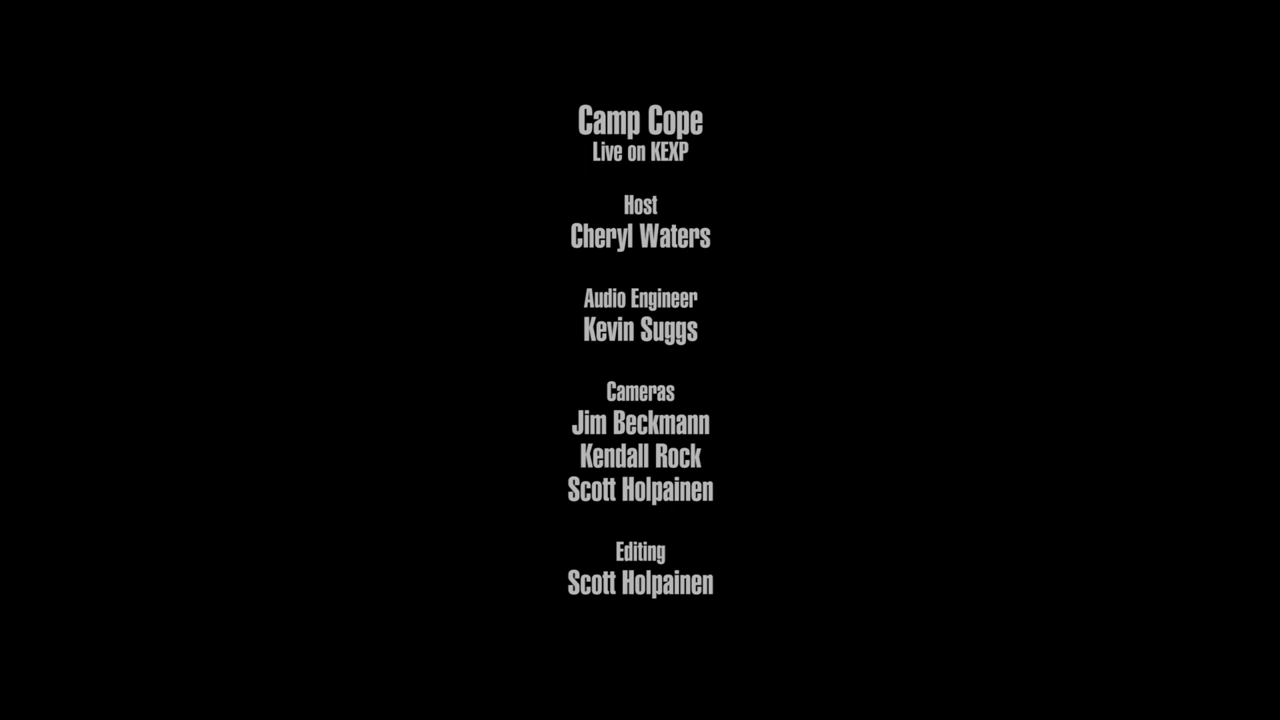 Camp Cope
Live on KEXP
Host
Cheryl Waters
Audio Engineer
Kevin Suggs
Cameras
Jim Beckmann
Kendall Rock
Scott Holpainen
Editing
Scott Holpainen